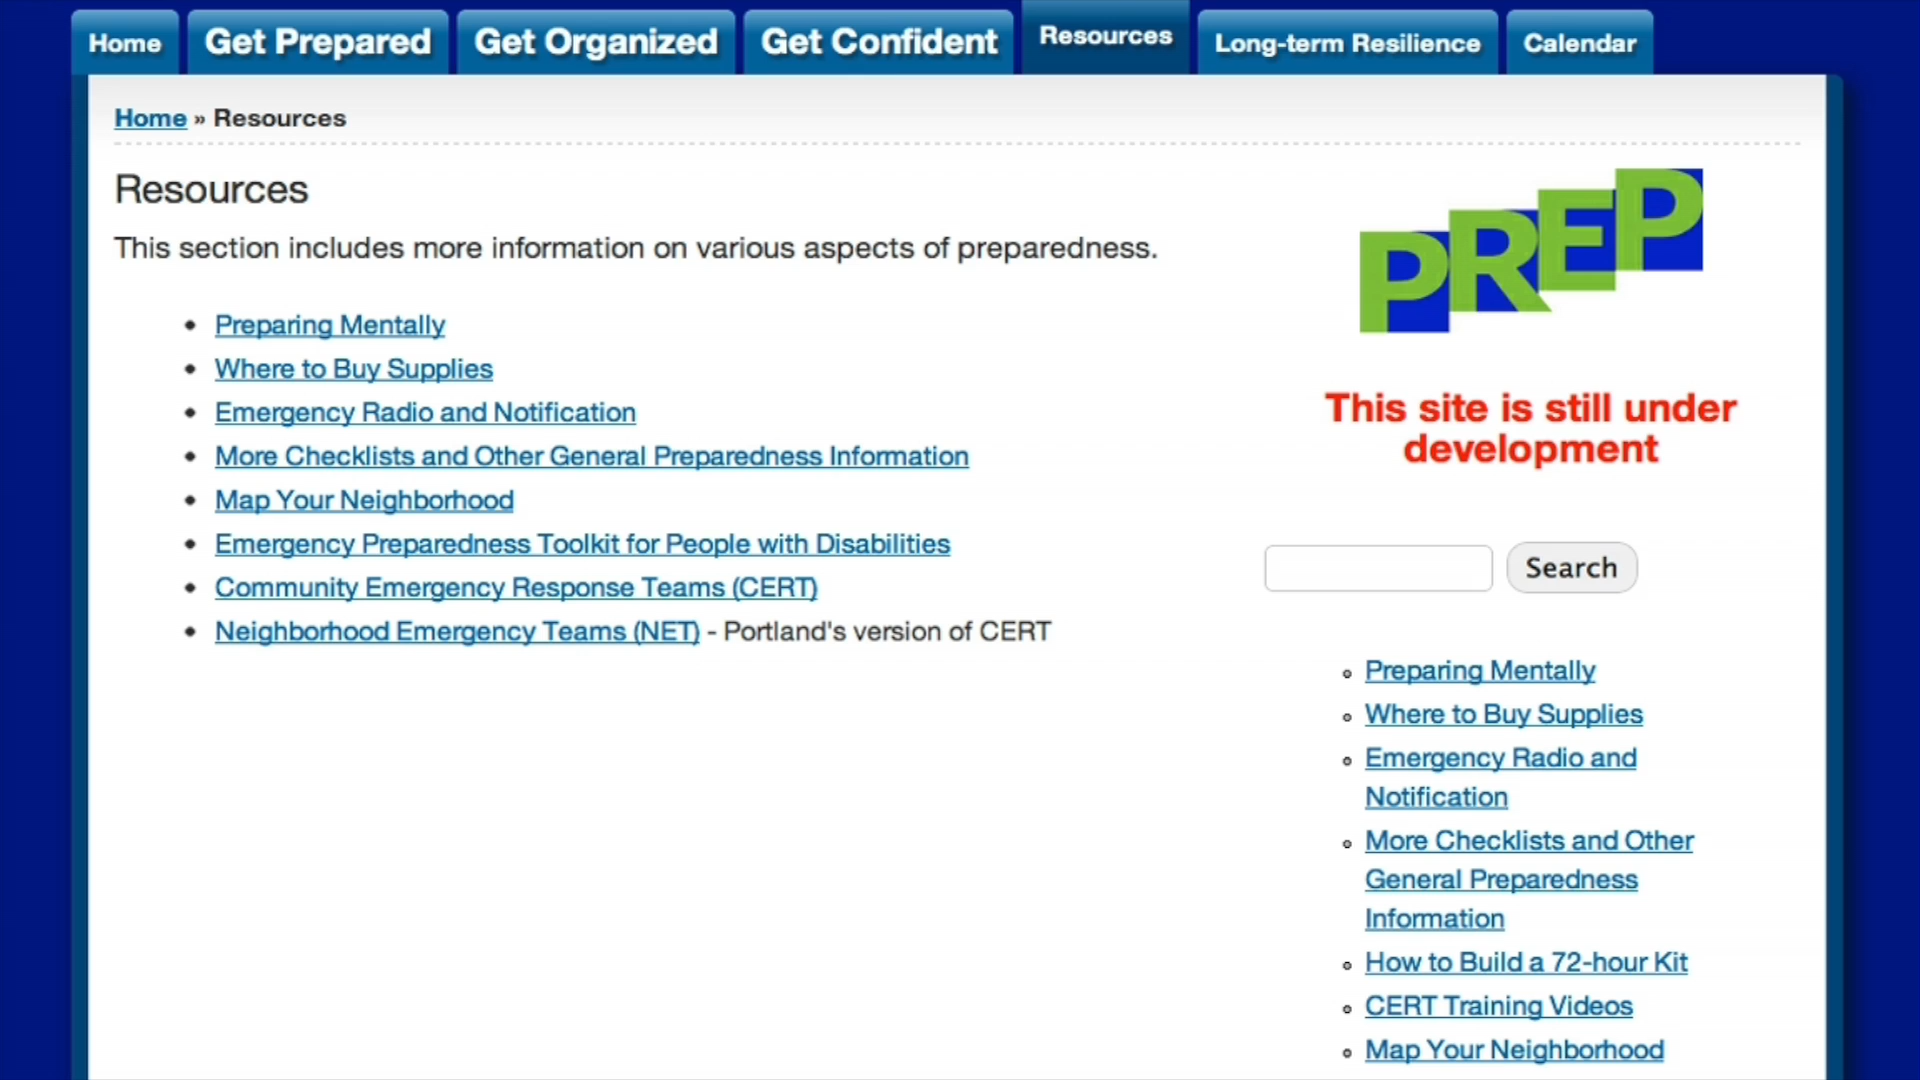 Home
Get Prepared
Get Organized
Get Confident
Resources
Long-term Resilience
Calendar
Home » Resources
Resources
This section includes more information on various aspects of preparedness.
• Preparing Mentally
• Where to Buy Supplies
• Emergency Radio and Notification
• More Checklists and Other General Preparedness Information
• Map Your Neighborhood
• Emergency Preparedness Toolkit for People with Disabilities
• Community Emergency Response Teams (CERT)
• Neighborhood Emergency Teams (NET) - Portland's version of CERT
PREP
This site is still under
development
Search
Preparing Mentally
Where to Buy Supplies
Emergency Radio and
Notification
More Checklists and Other
General Preparedness
Information
How to Build a 72-hour Kit
CERT Training Videos
Map Your Neighborhood